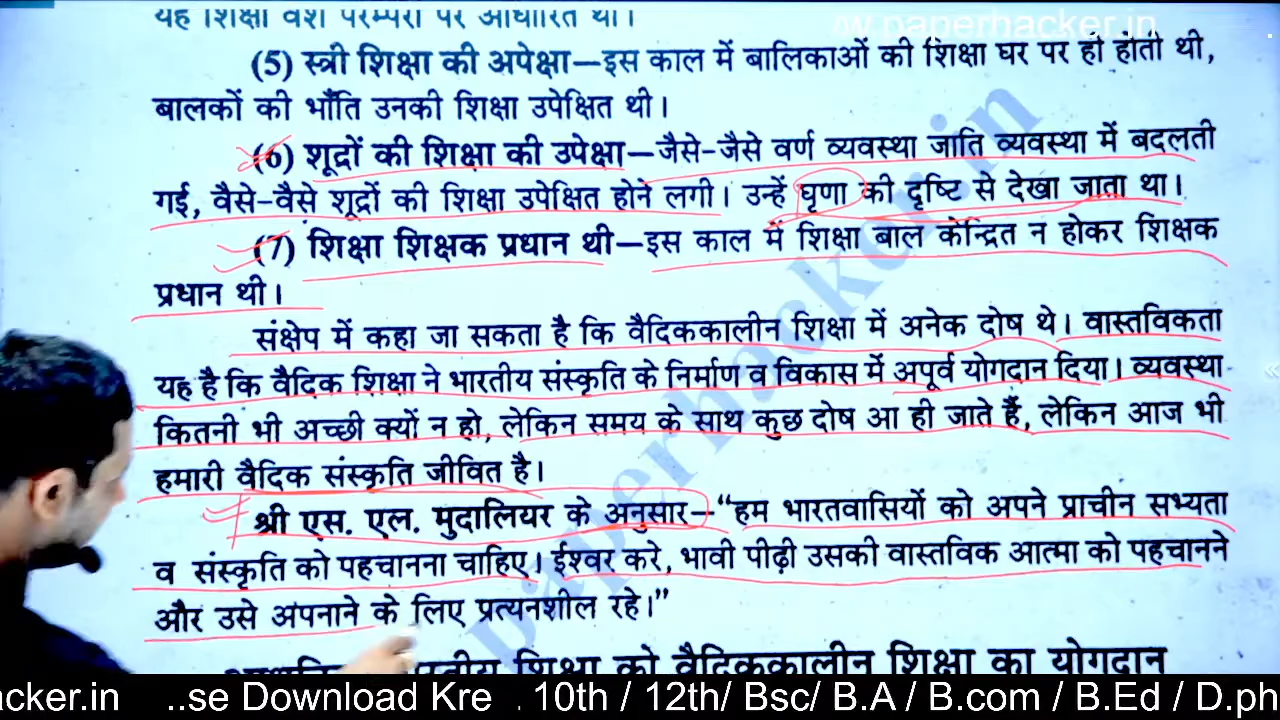 यह शिक्षा वंश परम्परा पर आधारित थी।
w.paperhacker.in
(5) स्त्री शिक्षा की अपेक्षा—इस काल में बालिकाओं की शिक्षा घर पर ही होती थी,
बालकों की भाँति उनकी शिक्षा उपेक्षित थी।
(6) शूद्रों की शिक्षा की उपेक्षा—जैसे-जैसे वर्ण व्यवस्था जाति व्यवस्था में बदलती
गई, वैसे-वैसे शूद्रों की शिक्षा उपेक्षित होने लगी। उन्हें घृणा की दृष्टि से देखा जाता था।
(7) शिक्षा शिक्षक प्रधान थी—इस काल में शिक्षा बाल केन्द्रित न होकर शिक्षक
प्रधान थी।
संक्षेप में कहा जा सकता है कि वैदिककालीन शिक्षा में अनेक दोष थे। वास्तविकता
यह है कि वैदिक शिक्षा ने भारतीय संस्कृति के निर्माण व विकास में अपूर्व योगदान दिया। व्यवस्था
कितनी भी अच्छी क्यों न हो, लेकिन समय के साथ कुछ दोष आ ही जाते हैं, लेकिन आज भी
हमारी वैदिक संस्कृति जीवित है।
श्री एस. एल. मुदालियर के अनुसार—“हम भारतवासियों को अपने प्राचीन सभ्यता
व संस्कृति को पहचानना चाहिए। ईश्वर करे, भावी पीढ़ी उसकी वास्तविक आत्मा को पहचानने
और उसे अपनाने के लिए प्रत्यनशील रहे।”
paperhacker.in
शिक्षा को वैदिककालीन शिक्षा का योगदान
acker.in ..se Download Kre . 10th / 12th/ Bsc/ B.A / B.com / B.Ed / D.ph